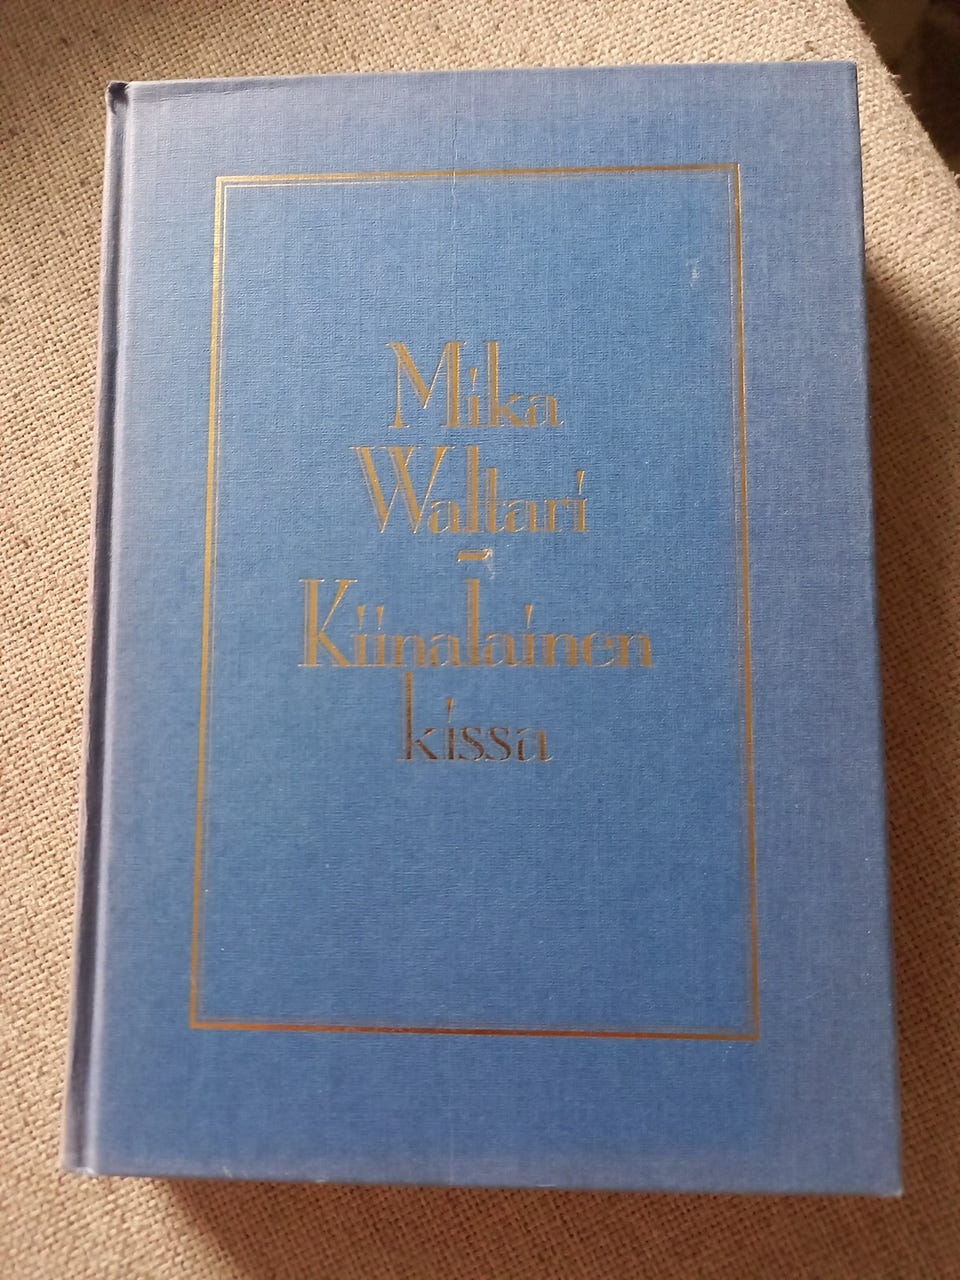 Mika
Waltari
-
Kiinalainen
kissa